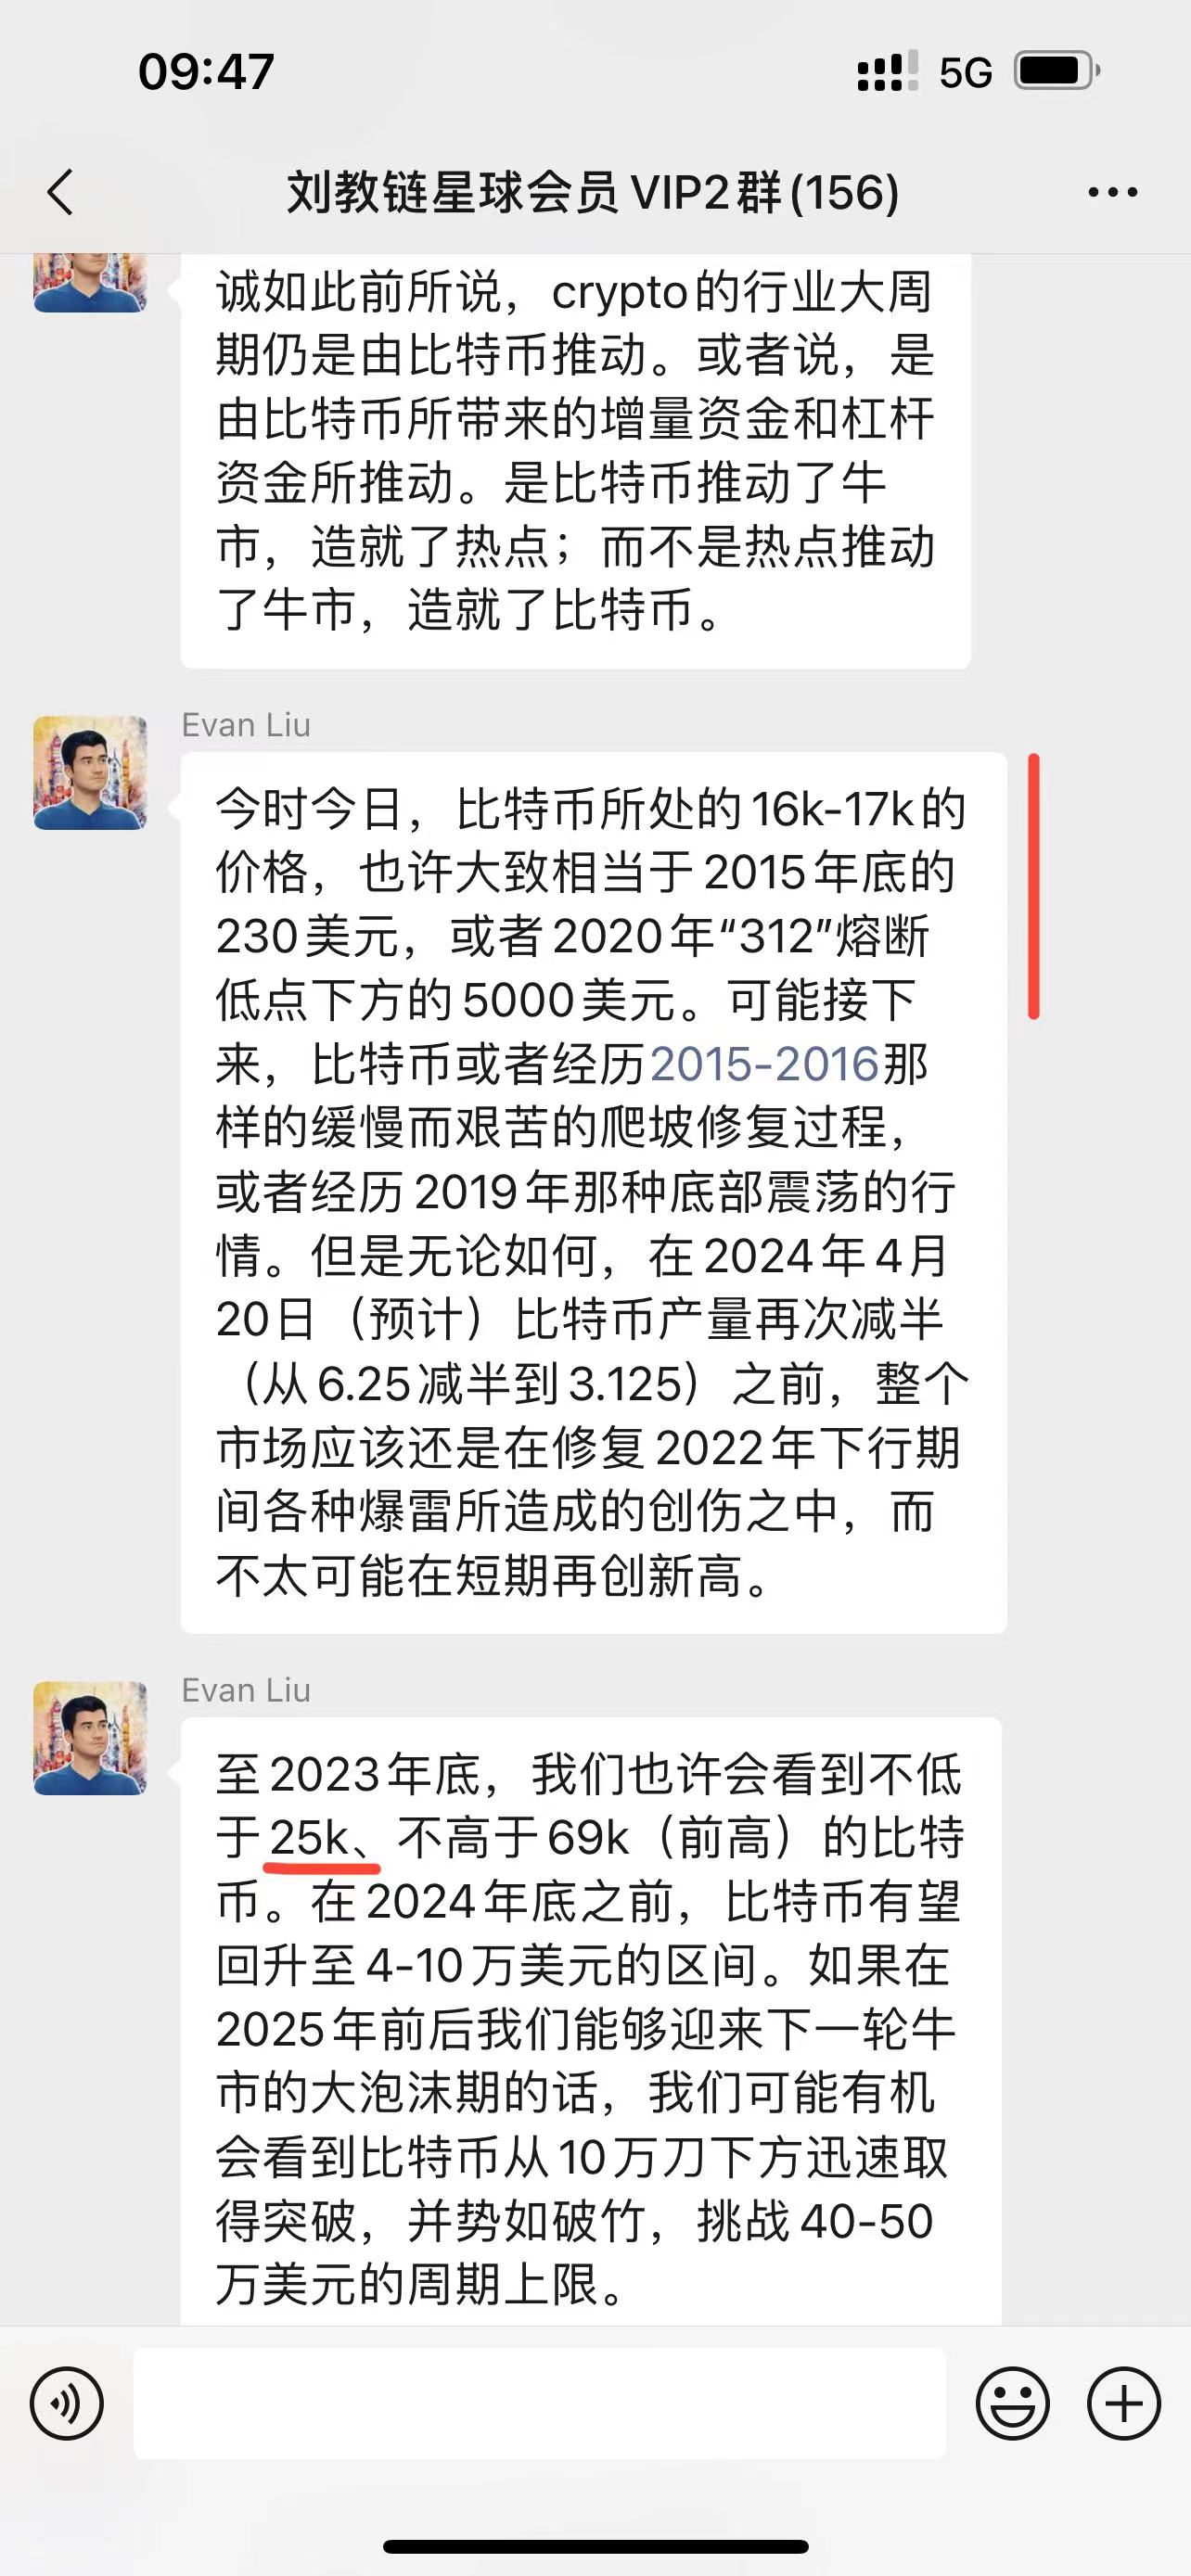 09:47
5G
刘教链星球会员VIP2群(156)
诚如此前所说，crypto的行业大周
期仍是由比特币推动。或者说，是
由比特币所带来的增量资金和杠杆
资金所推动。是比特币推动了牛
市，造就了热点；而不是热点推动
了牛市，造就了比特币。
Evan Liu
今时今日，比特币所处的16k-17k的
价格，也许大致相当于2015年底的
230美元，或者2020年“312”熔断
低点下方的5000美元。可能接下
来，比特币或者经历2015-2016那
样的缓慢而艰苦的爬坡修复过程，
或者经历2019年那种底部震荡的行
情。但是无论如何，在2024年4月
20日（预计）比特币产量再次减半
（从6.25减半到3.125）之前，整个
市场应该还是在修复2022年下行期
间各种爆雷所造成的创伤之中，而
不太可能在短期再创新高。
Evan Liu
至2023年底，我们也许会看到不低
于25k、不高于69k（前高）的比特
币。在2024年底之前，比特币有望
回升至4-10万美元的区间。如果在
2025年前后我们能够迎来下一轮牛
市的大泡沫期的话，我们可能有机
会看到比特币从10万刀下方迅速取
得突破，并势如破竹，挑战40-50
万美元的周期上限。